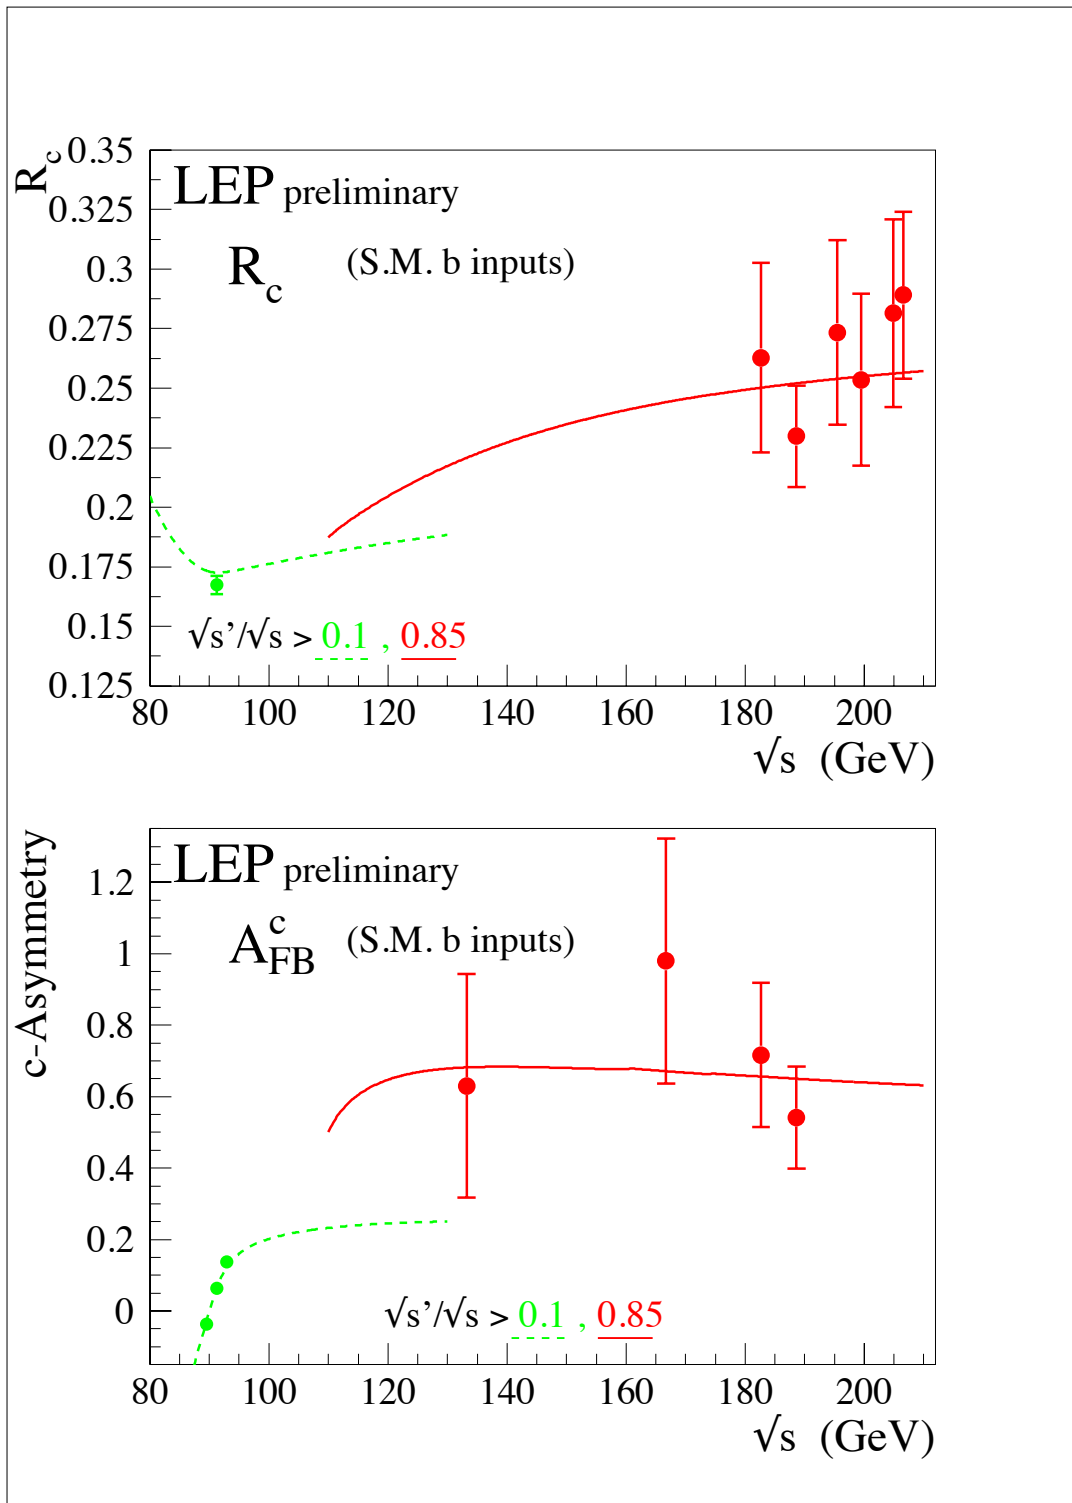 R_c
0.35
0.325
0.3
0.275
0.25
0.225
0.2
0.175
0.15
0.125
LEP preliminary
R_c (S.M. b inputs)
√s’/√s > 0.1 , 0.85
80 100 120 140 160 180 200
√s (GeV)
c-Asymmetry
1.2
1
0.8
0.6
0.4
0.2
0
LEP preliminary
A_FB^c (S.M. b inputs)
√s’/√s > 0.1 , 0.85
80 100 120 140 160 180 200
√s (GeV)